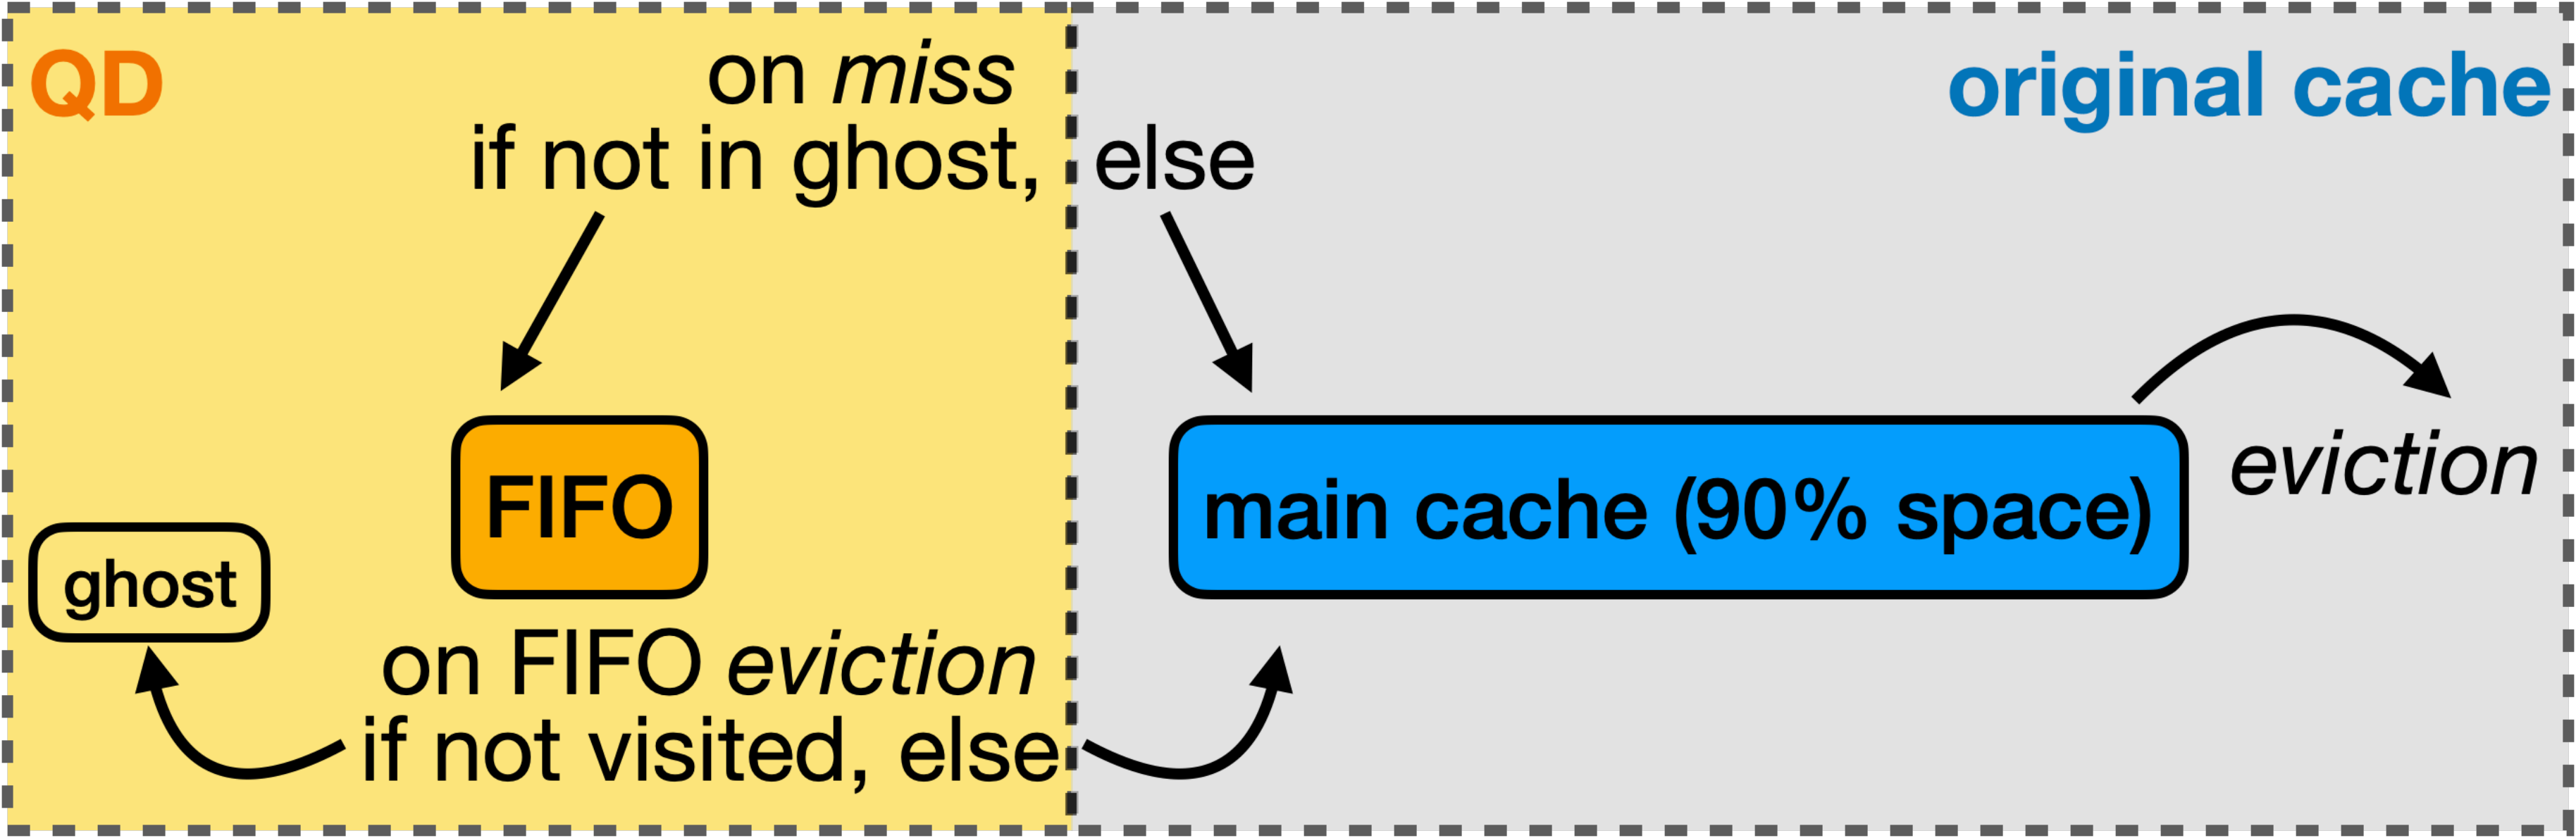 QD
on miss
if not in ghost, else
original cache
FIFO
ghost
main cache (90% space)
eviction
on FIFO eviction
if not visited, else